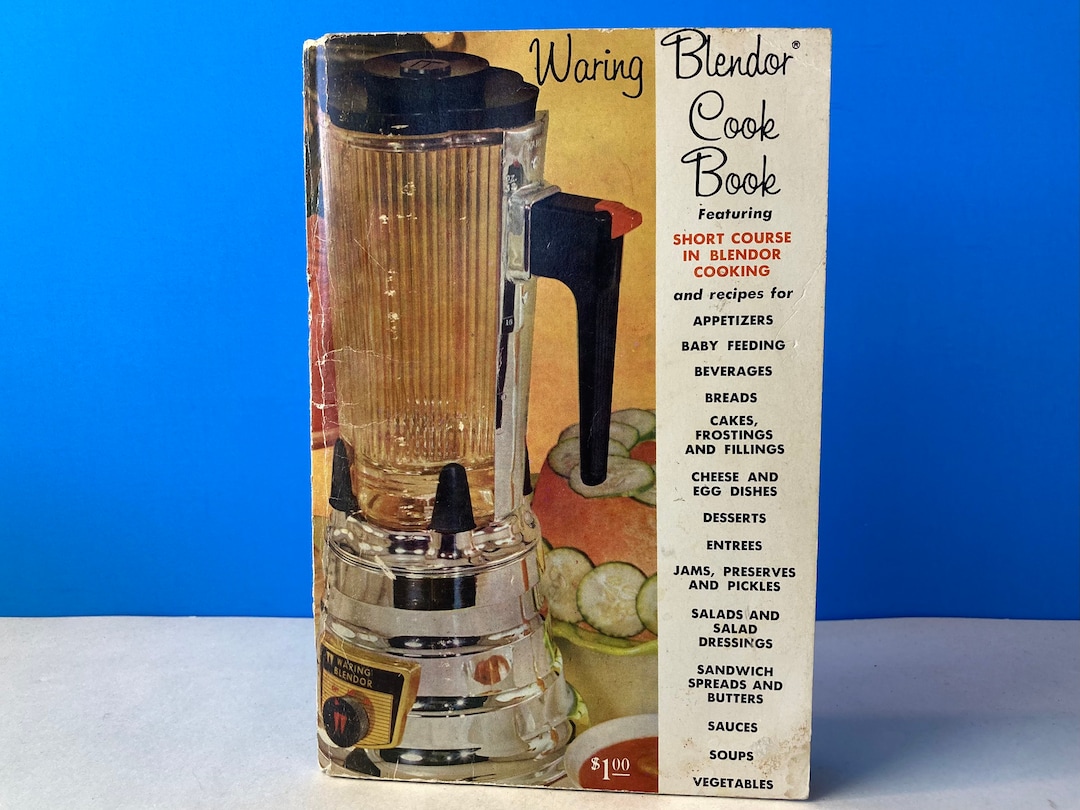 Waring Blendor®
Cook
Book
Featuring
SHORT COURSE
IN BLENDOR
COOKING
and recipes for
APPETIZERS
BABY FEEDING
BEVERAGES
BREADS
CAKES,
FROSTINGS
AND FILLINGS
CHEESE AND
EGG DISHES
DESSERTS
ENTREES
JAMS, PRESERVES
AND PICKLES
SALADS AND
SALAD
DRESSINGS
SANDWICH
SPREADS AND
BUTTERS
SAUCES
SOUPS
VEGETABLES
16
W WARING
BLENDOR
W
$1.00